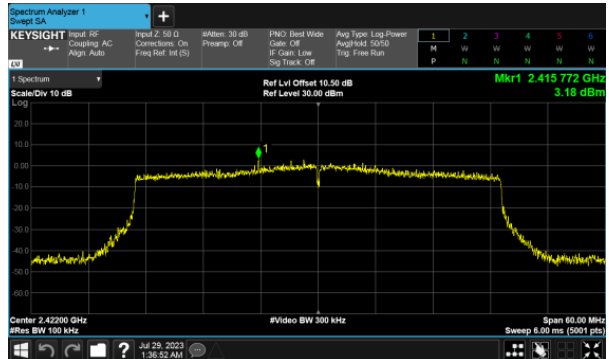 Spectrum Analyzer 1
Swept SA
+
KEYSIGHT Input: RF Input Z: 50 Ω #Atten: 30 dB PNO: Best Wide Avg Type: Log-Power 1 2 3 4 5 6
Coupling: AC Corrections: On Preamp: Off Gate: Off Avg|Hold: 50/50 M W W W W W
Align: Auto Freq Ref: Int (S) IF Gain: Low Trig: Free Run
Sig Track: Off P N N N N N
1 Spectrum Ref Lvl Offset 10.50 dB Mkr1 2.415 772 GHz
Scale/Div 10 dB Ref Level 30.00 dBm 3.18 dBm
Log
20.0
10.0
1
0.00
-10.0
-20.0
-30.0
-40.0
-50.0
-60.0
Center 2.42200 GHz #Video BW 300 kHz Span 60.00 MHz
#Res BW 100 kHz Sweep 6.00 ms (5001 pts)
? Jul 29, 2023
1:36:52 AM